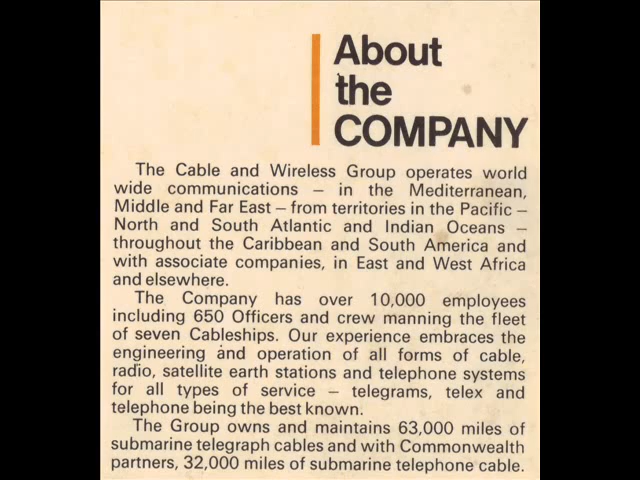 About
the
COMPANY
The Cable and Wireless Group operates world
wide communications – in the Mediterranean,
Middle and Far East – from territories in the Pacific –
North and South Atlantic and Indian Oceans –
throughout the Caribbean and South America and
with associate companies, in East and West Africa
and elsewhere.
The Company has over 10,000 employees
including 650 Officers and crew manning the fleet
of seven Cableships. Our experience embraces the
engineering and operation of all forms of cable,
radio, satellite earth stations and telephone systems
for all types of service – telegrams, telex and
telephone being the best known.
The Group owns and maintains 63,000 miles of
submarine telegraph cables and with Commonwealth
partners, 32,000 miles of submarine telephone cable.